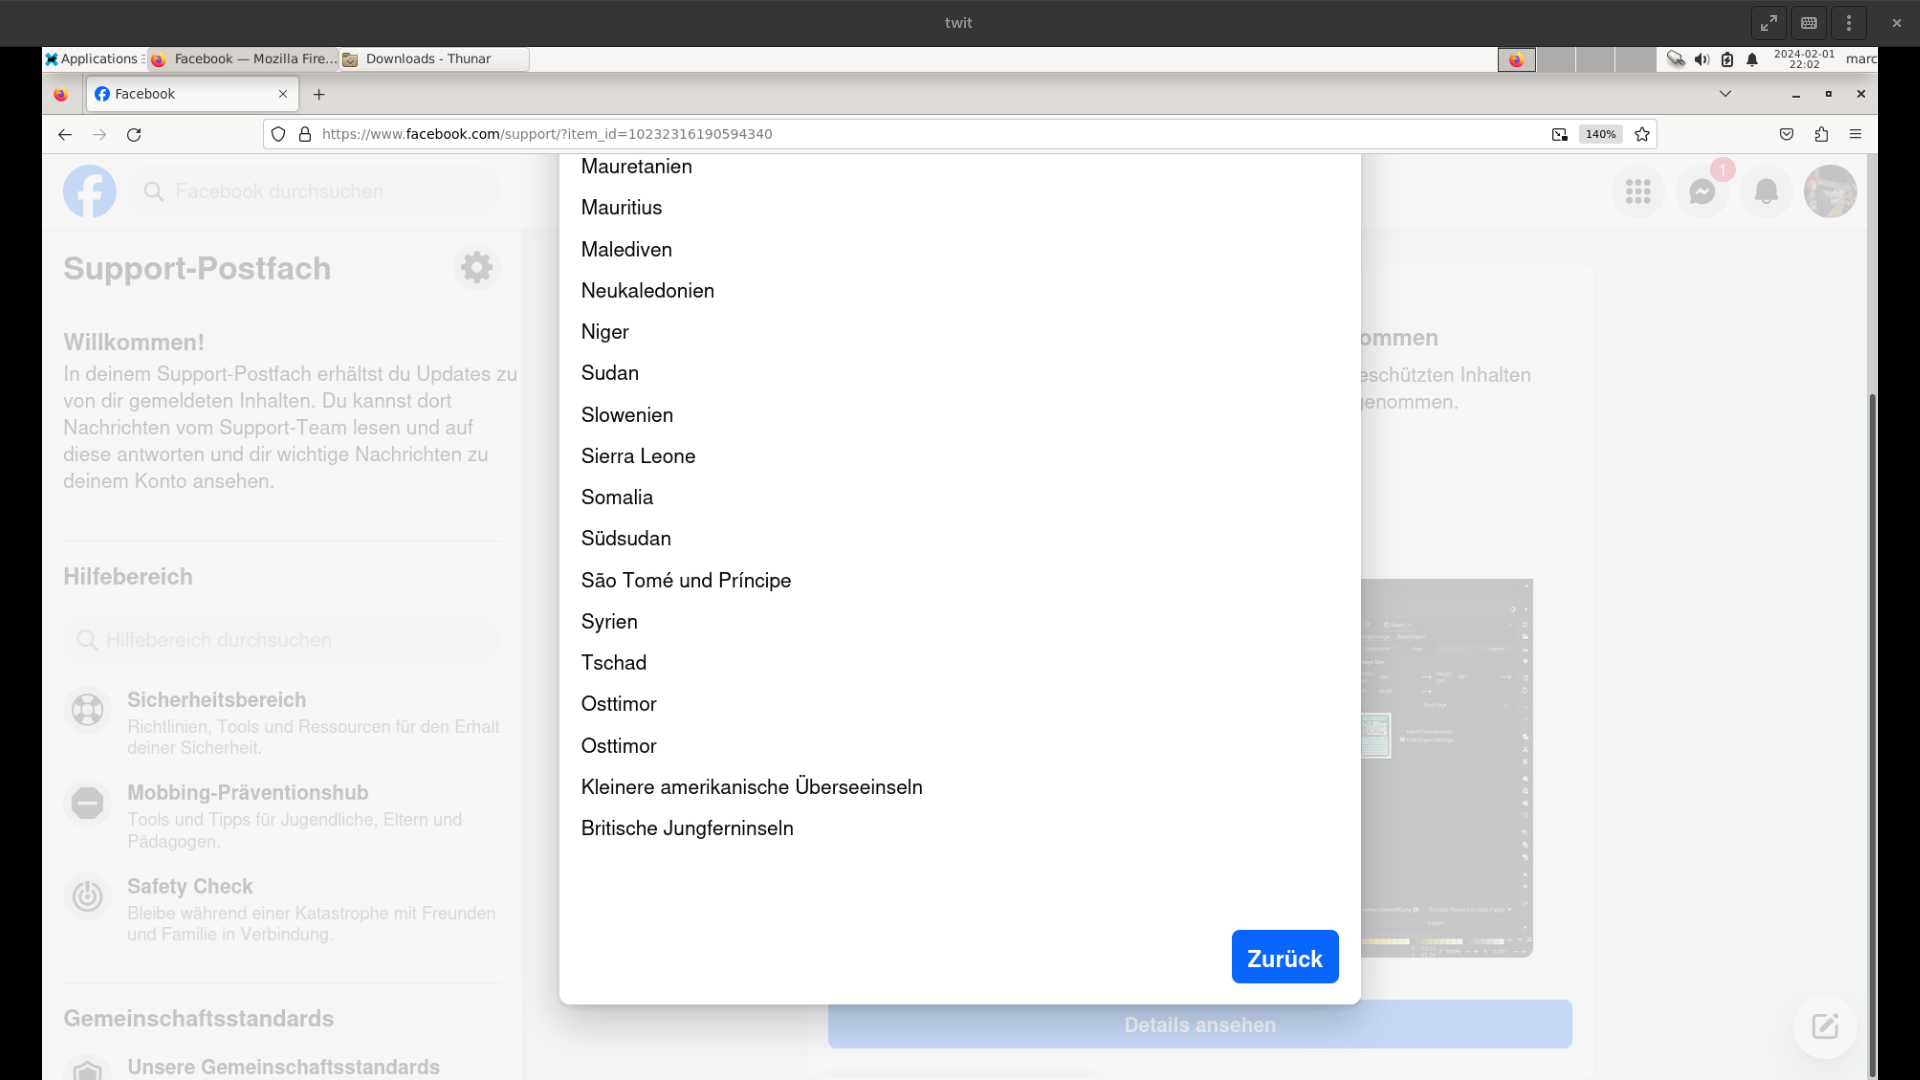 twit
Applications
Facebook — Mozilla Fire...
Downloads - Thunar
2024-02-01
22:02
marc
Facebook
https://www.facebook.com/support/?item_id=10232316190594340
140%
Facebook durchsuchen
1
Support-Postfach
Willkommen!
In deinem Support-Postfach erhältst du Updates zu
von dir gemeldeten Inhalten. Du kannst dort
Nachrichten vom Support-Team lesen und auf
diese antworten und dir wichtige Nachrichten zu
deinem Konto ansehen.
Hilfebereich
Hilfebereich durchsuchen
Sicherheitsbereich
Richtlinien, Tools und Ressourcen für den Erhalt
deiner Sicherheit.
Mobbing-Präventionshub
Tools und Tipps für Jugendliche, Eltern und
Pädagogen.
Safety Check
Bleibe während einer Katastrophe mit Freunden
und Familie in Verbindung.
Gemeinschaftsstandards
Unsere Gemeinschaftsstandards
Mauretanien
Mauritius
Malediven
Neukaledonien
Niger
Sudan
Slowenien
Sierra Leone
Somalia
Südsudan
São Tomé und Príncipe
Syrien
Tschad
Osttimor
Osttimor
Kleinere amerikanische Überseeinseln
Britische Jungferninseln
Zurück
ommen
eschützten Inhalten
genommen.
Details ansehen